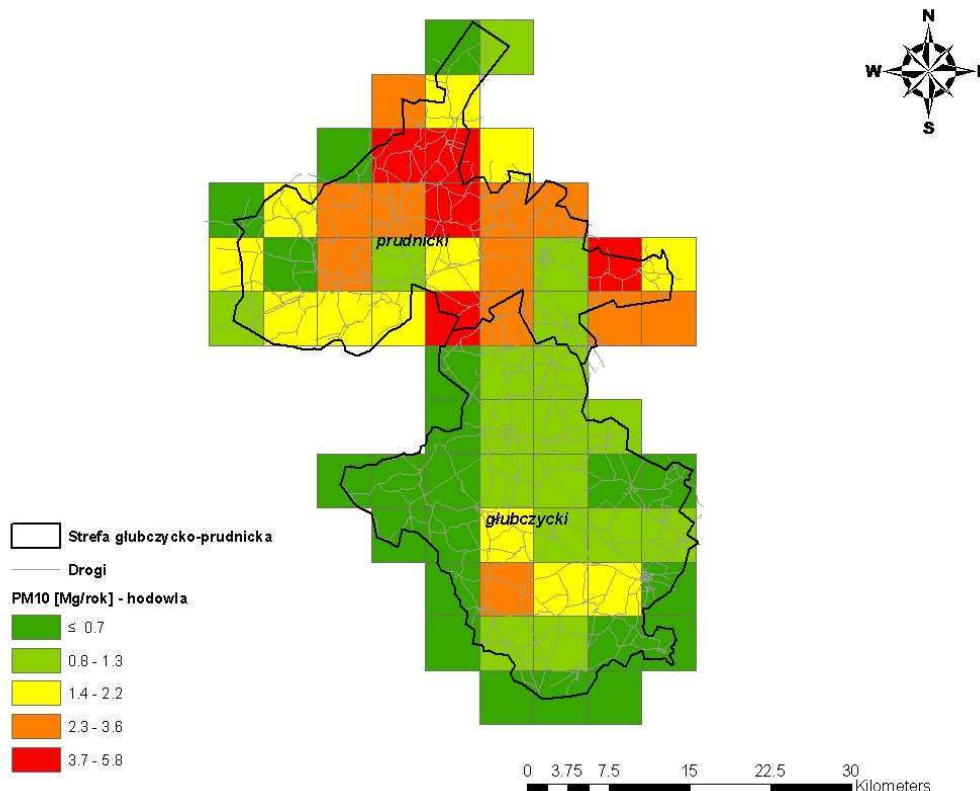 N
W
S
prudnicki
głubczycki
Strefa głubczycko-prudnicka
Drogi
PM10 [Mg/rok] - hodowla
≤ 0.7
0.8 - 1.3
1.4 - 2.2
2.3 - 3.6
3.7 - 5.8
0 3.75 7.5 15 22.5 30
Kilometers